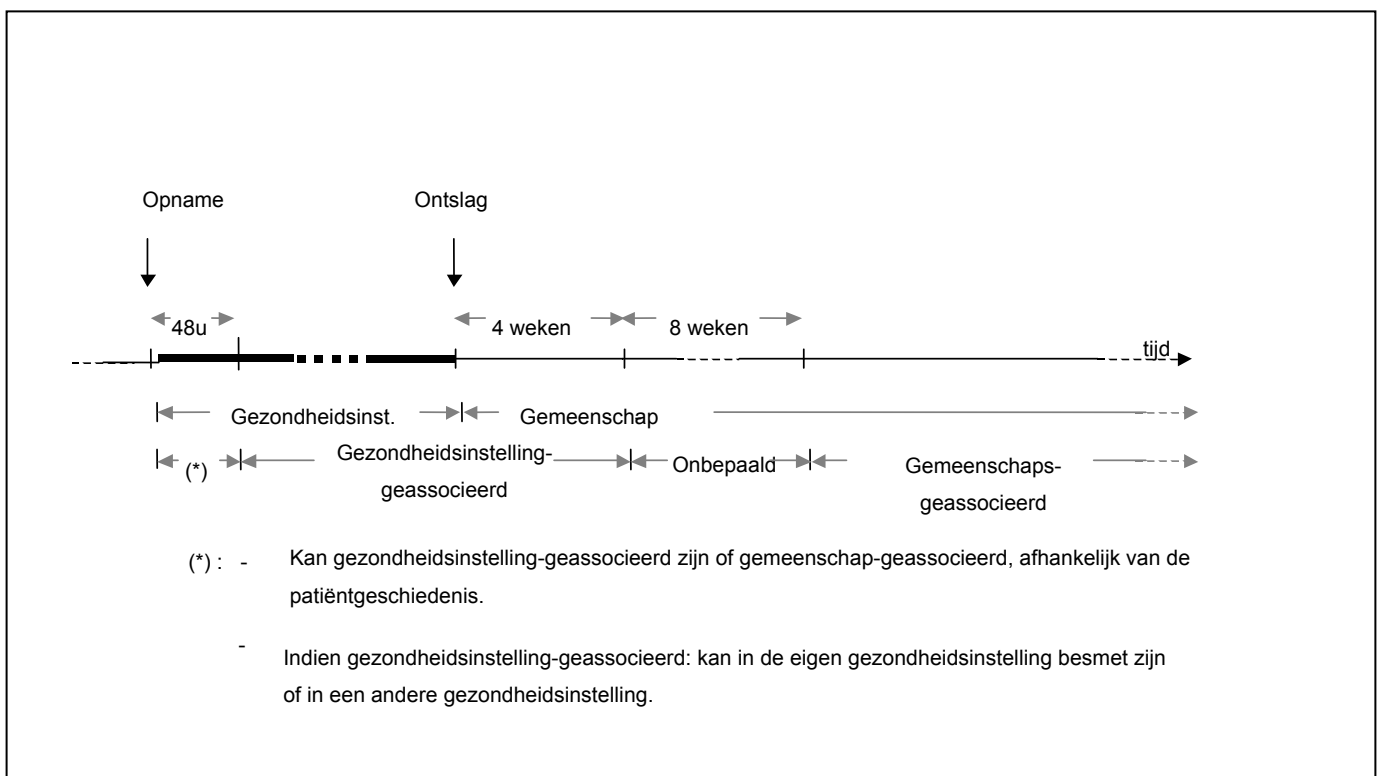 Opname Ontslag
48u 4 weken 8 weken
tijd
Gezondheidsinst. Gemeenschap
(*) Gezondheidsinstelling- Onbepaald Gemeenschaps-
geassocieerd geassocieerd
(*) : - Kan gezondheidsinstelling-geassocieerd zijn of gemeenschap-geassocieerd, afhankelijk van de
patiëntgeschiedenis.
- Indien gezondheidsinstelling-geassocieerd: kan in de eigen gezondheidsinstelling besmet zijn
of in een andere gezondheidsinstelling.